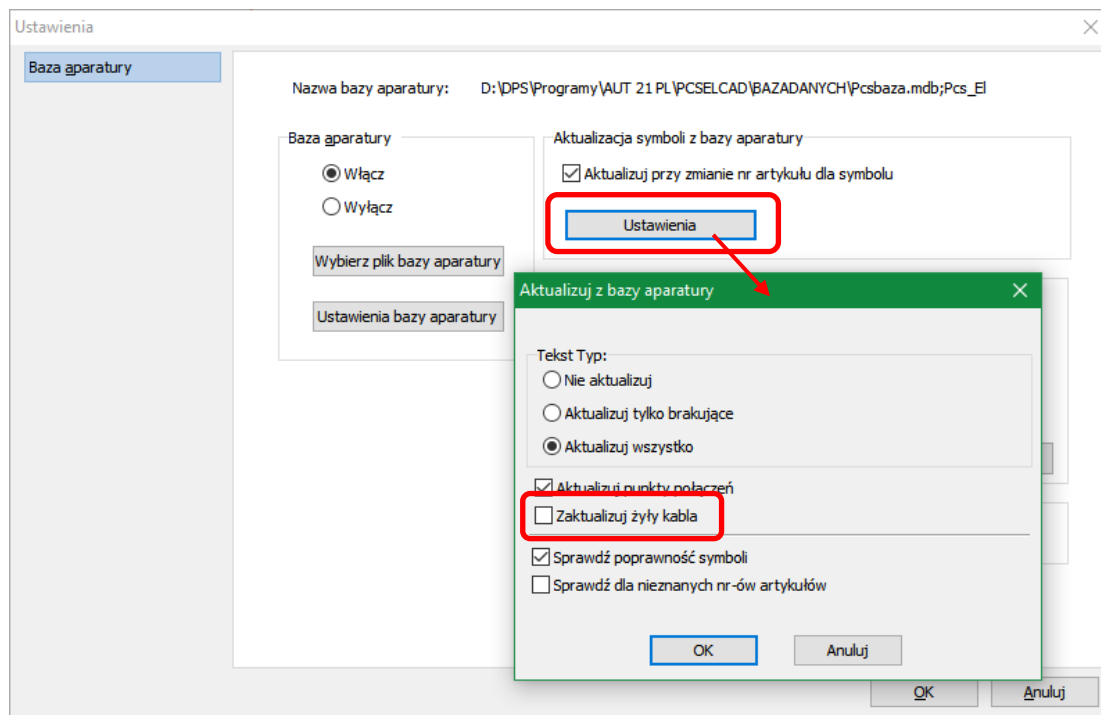 Ustawienia
Baza aparatury
Nazwa bazy aparatury: D:\DPS\Programy\AUT 21 PL\PCSELCAD\BAZADANYCH\Pcsbaza.mdb;Pcs_El
Baza aparatury
Włącz
Wyłącz
Wybierz plik bazy aparatury
Ustawienia bazy aparatury
Aktualizacja symboli z bazy aparatury
Aktualizuj przy zmianie nr artykułu dla symbolu
Ustawienia
Aktualizuj z bazy aparatury
Tekst Typ:
Nie aktualizuj
Aktualizuj tylko brakujące
Aktualizuj wszystko
Aktualizuj punkty połączeń
Zaktualizuj żyły kabla
Sprawdź poprawność symboli
Sprawdź dla nieznanych nr-ów artykułów
OK Anuluj
OK Anuluj